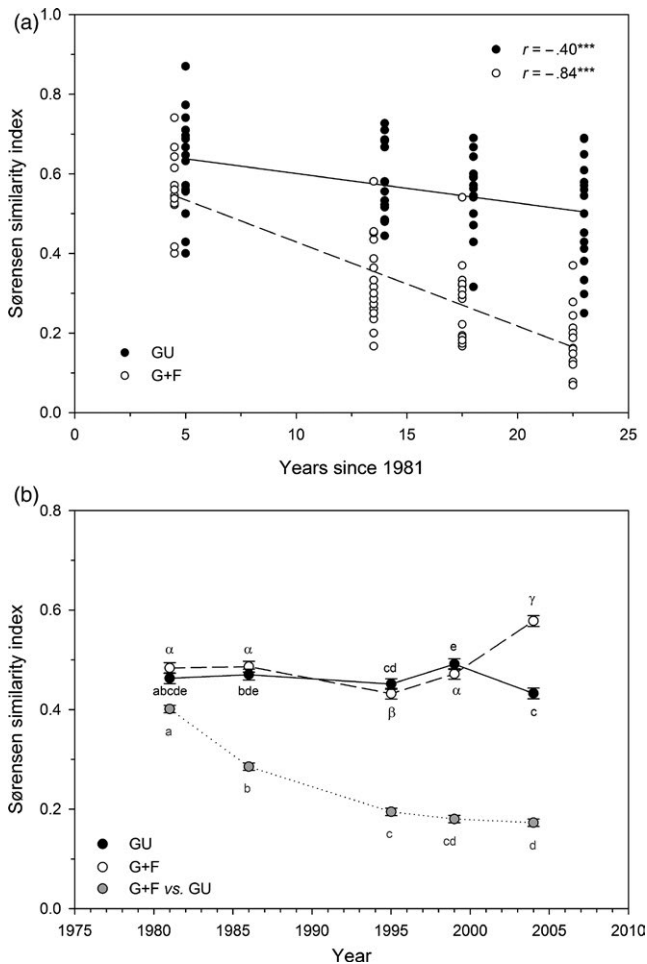 (a)
1.0
r = –.40***
r = –.84***
0.8
0.6
0.4
0.2
0.0
Sørensen similarity index
GU
G+F
0 5 10 15 20 25
Years since 1981
(b)
0.8
0.6
0.4
0.2
0.0
Sørensen similarity index
γ
α α e
cd
abcde bde β α c
a
b
c cd d
GU
G+F
G+F vs. GU
1975 1980 1985 1990 1995 2000 2005 2010
Year